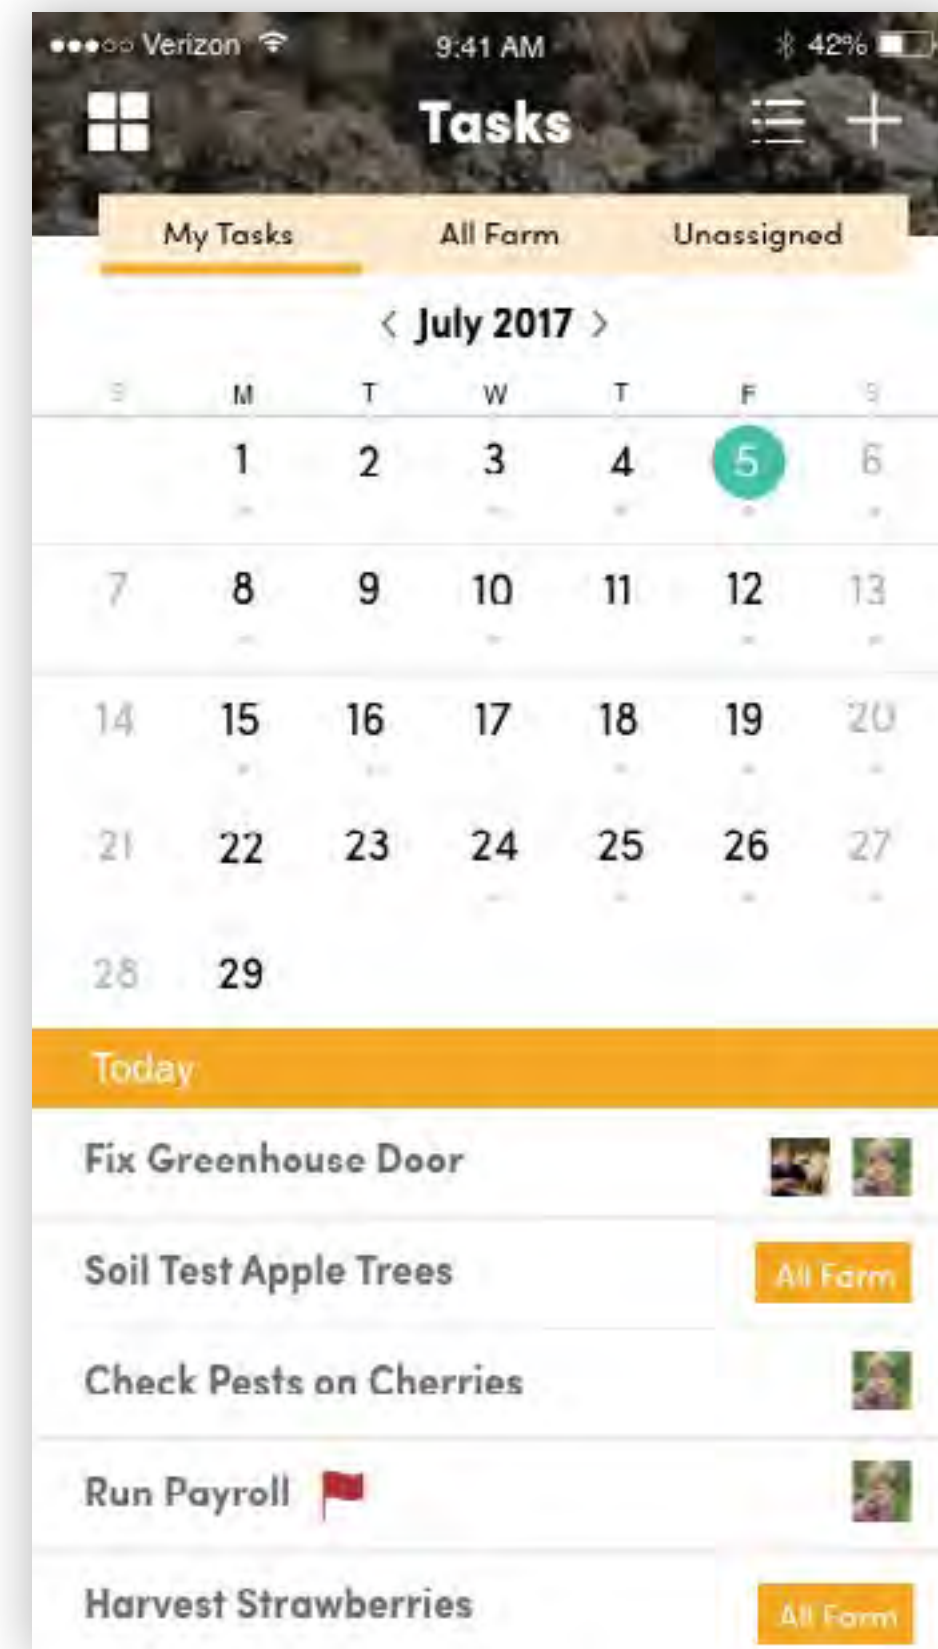 Verizon 9:41 AM 42%
Tasks
My Tasks All Farm Unassigned
< July 2017 >
S M T W T F S
1 2 3 4 5 6
7 8 9 10 11 12 13
14 15 16 17 18 19 20
21 22 23 24 25 26 27
28 29
Today
Fix Greenhouse Door
Soil Test Apple Trees All Farm
Check Pests on Cherries
Run Payroll
Harvest Strawberries All Farm